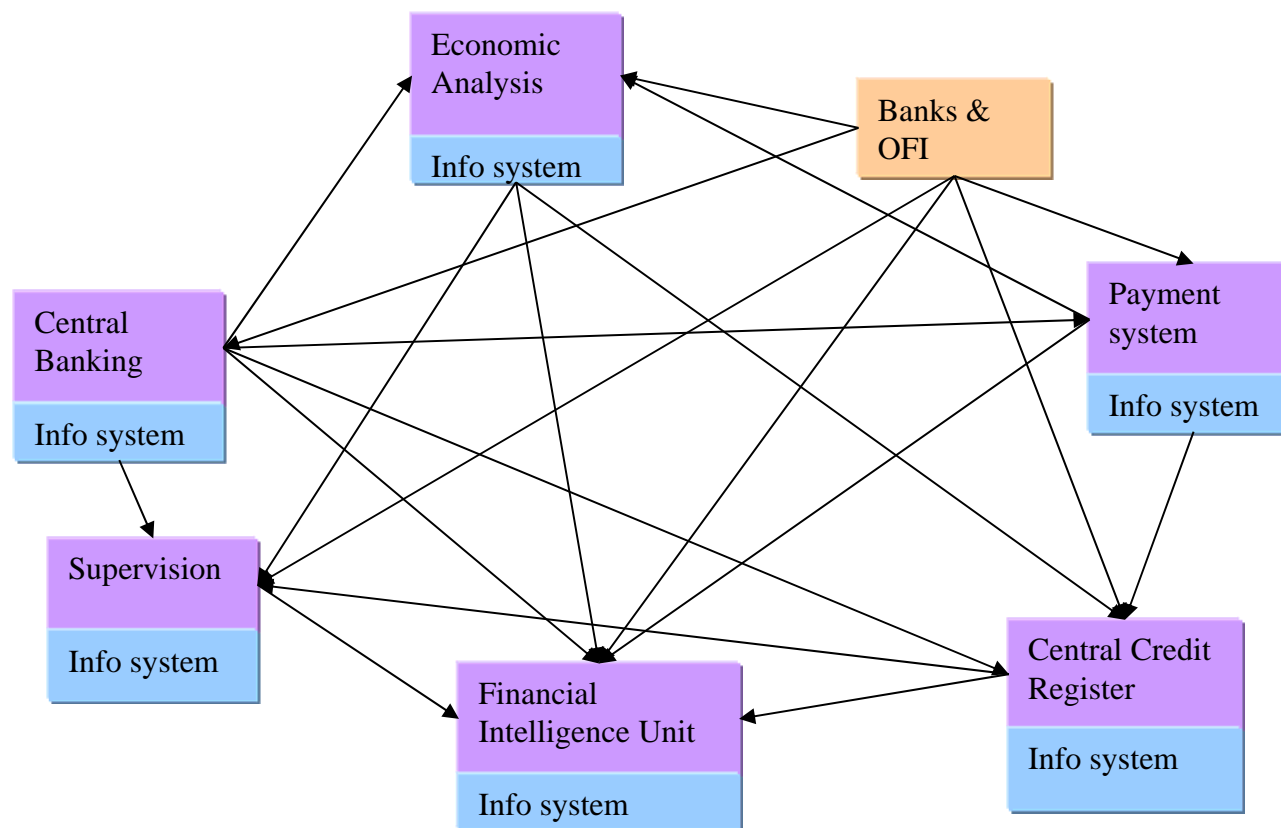 Economic
Analysis
Info system
Banks &
OFI
Payment
system
Info system
Central
Banking
Info system
Supervision
Info system
Financial
Intelligence Unit
Info system
Central Credit
Register
Info system